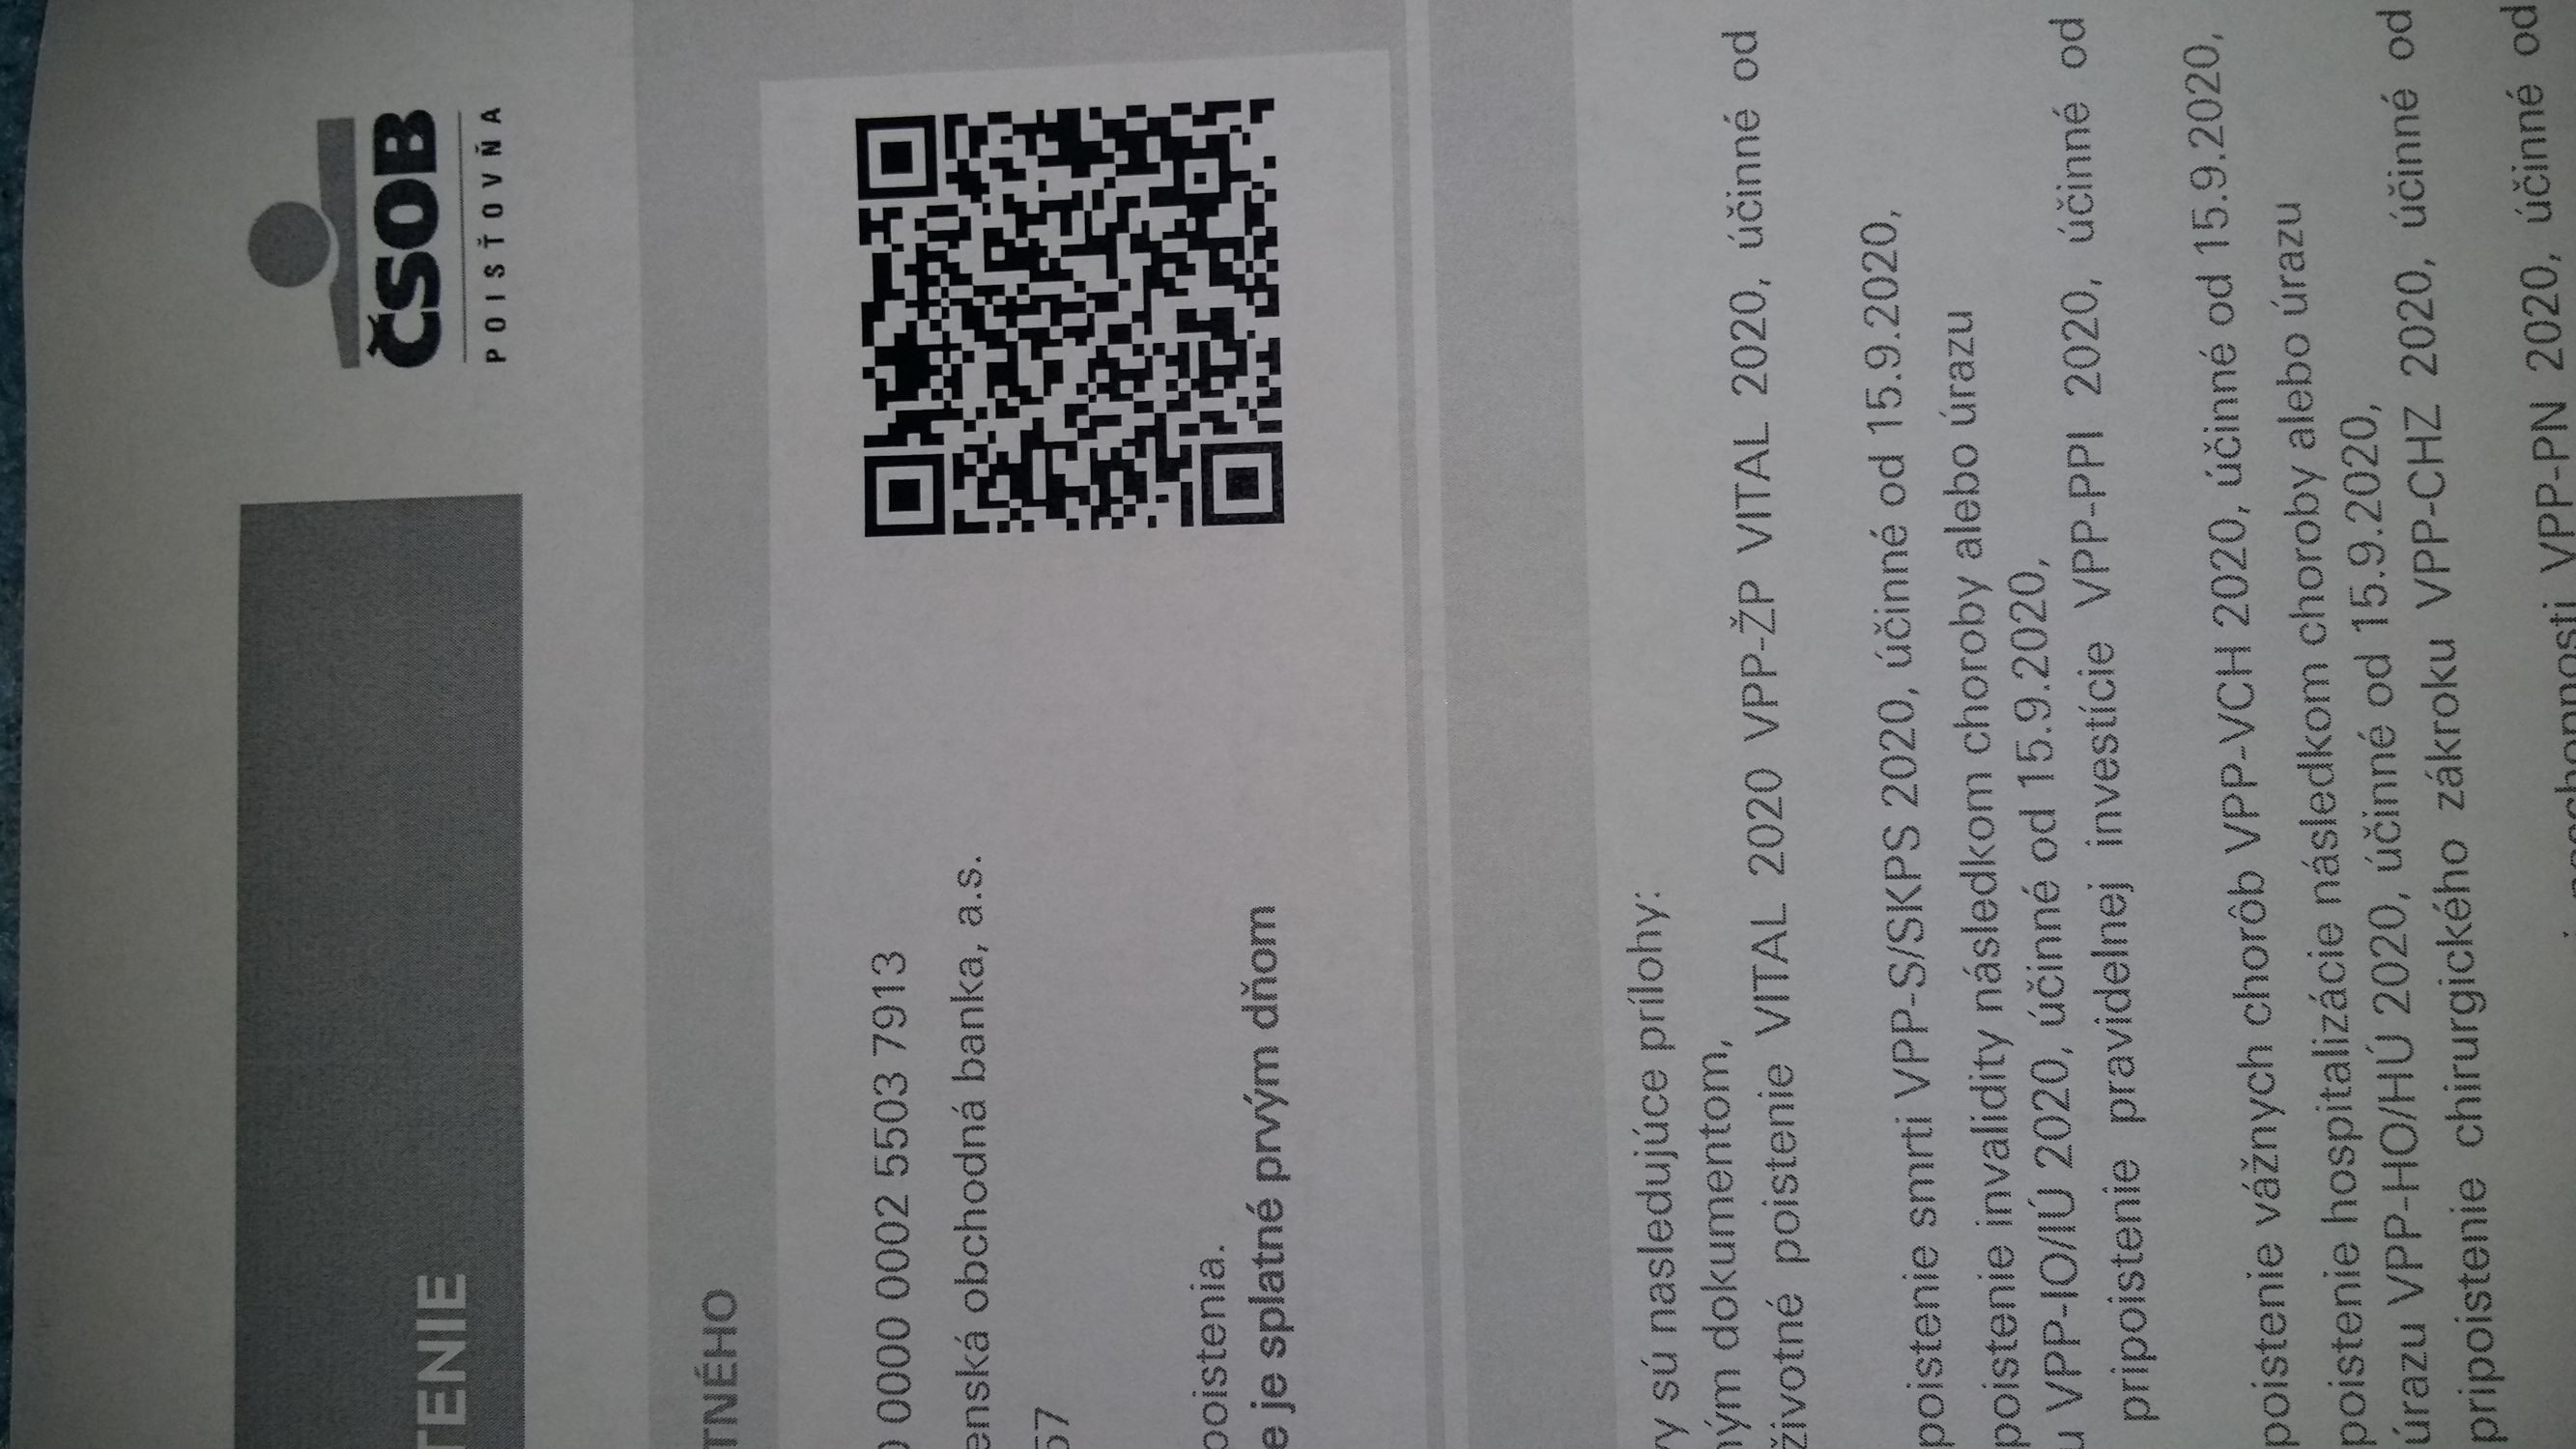 TENIE
ČSOB
POISŤOVŇA
TNÉHO
0000 0002 5503 7913
enská obchodná banka, a.s.
57
poistenia.
e je splatné prvým dňom
vy sú nasledujúce prílohy:
ným dokumentom,
životné poistenie VITAL 2020 VPP-ŽP VITAL 2020, účinné od
poistenie smrti VPP-S/SKPS 2020, účinné od 15.9.2020,
poistenie invalidity následkom choroby alebo úrazu
u VPP-IO/IÚ 2020, účinné od 15.9.2020,
pripoistenie pravidelnej investície VPP-PPI 2020, účinné od
poistenie vážnych chorôb VPP-VCH 2020, účinné od 15.9.2020,
poistenie hospitalizácie následkom choroby alebo úrazu
úrazu VPP-HO/HÚ 2020, účinné od 15.9.2020,
pripoistenie chirurgického zákroku VPP-CHZ 2020, účinné od
VPP-PN 2020, účinné od